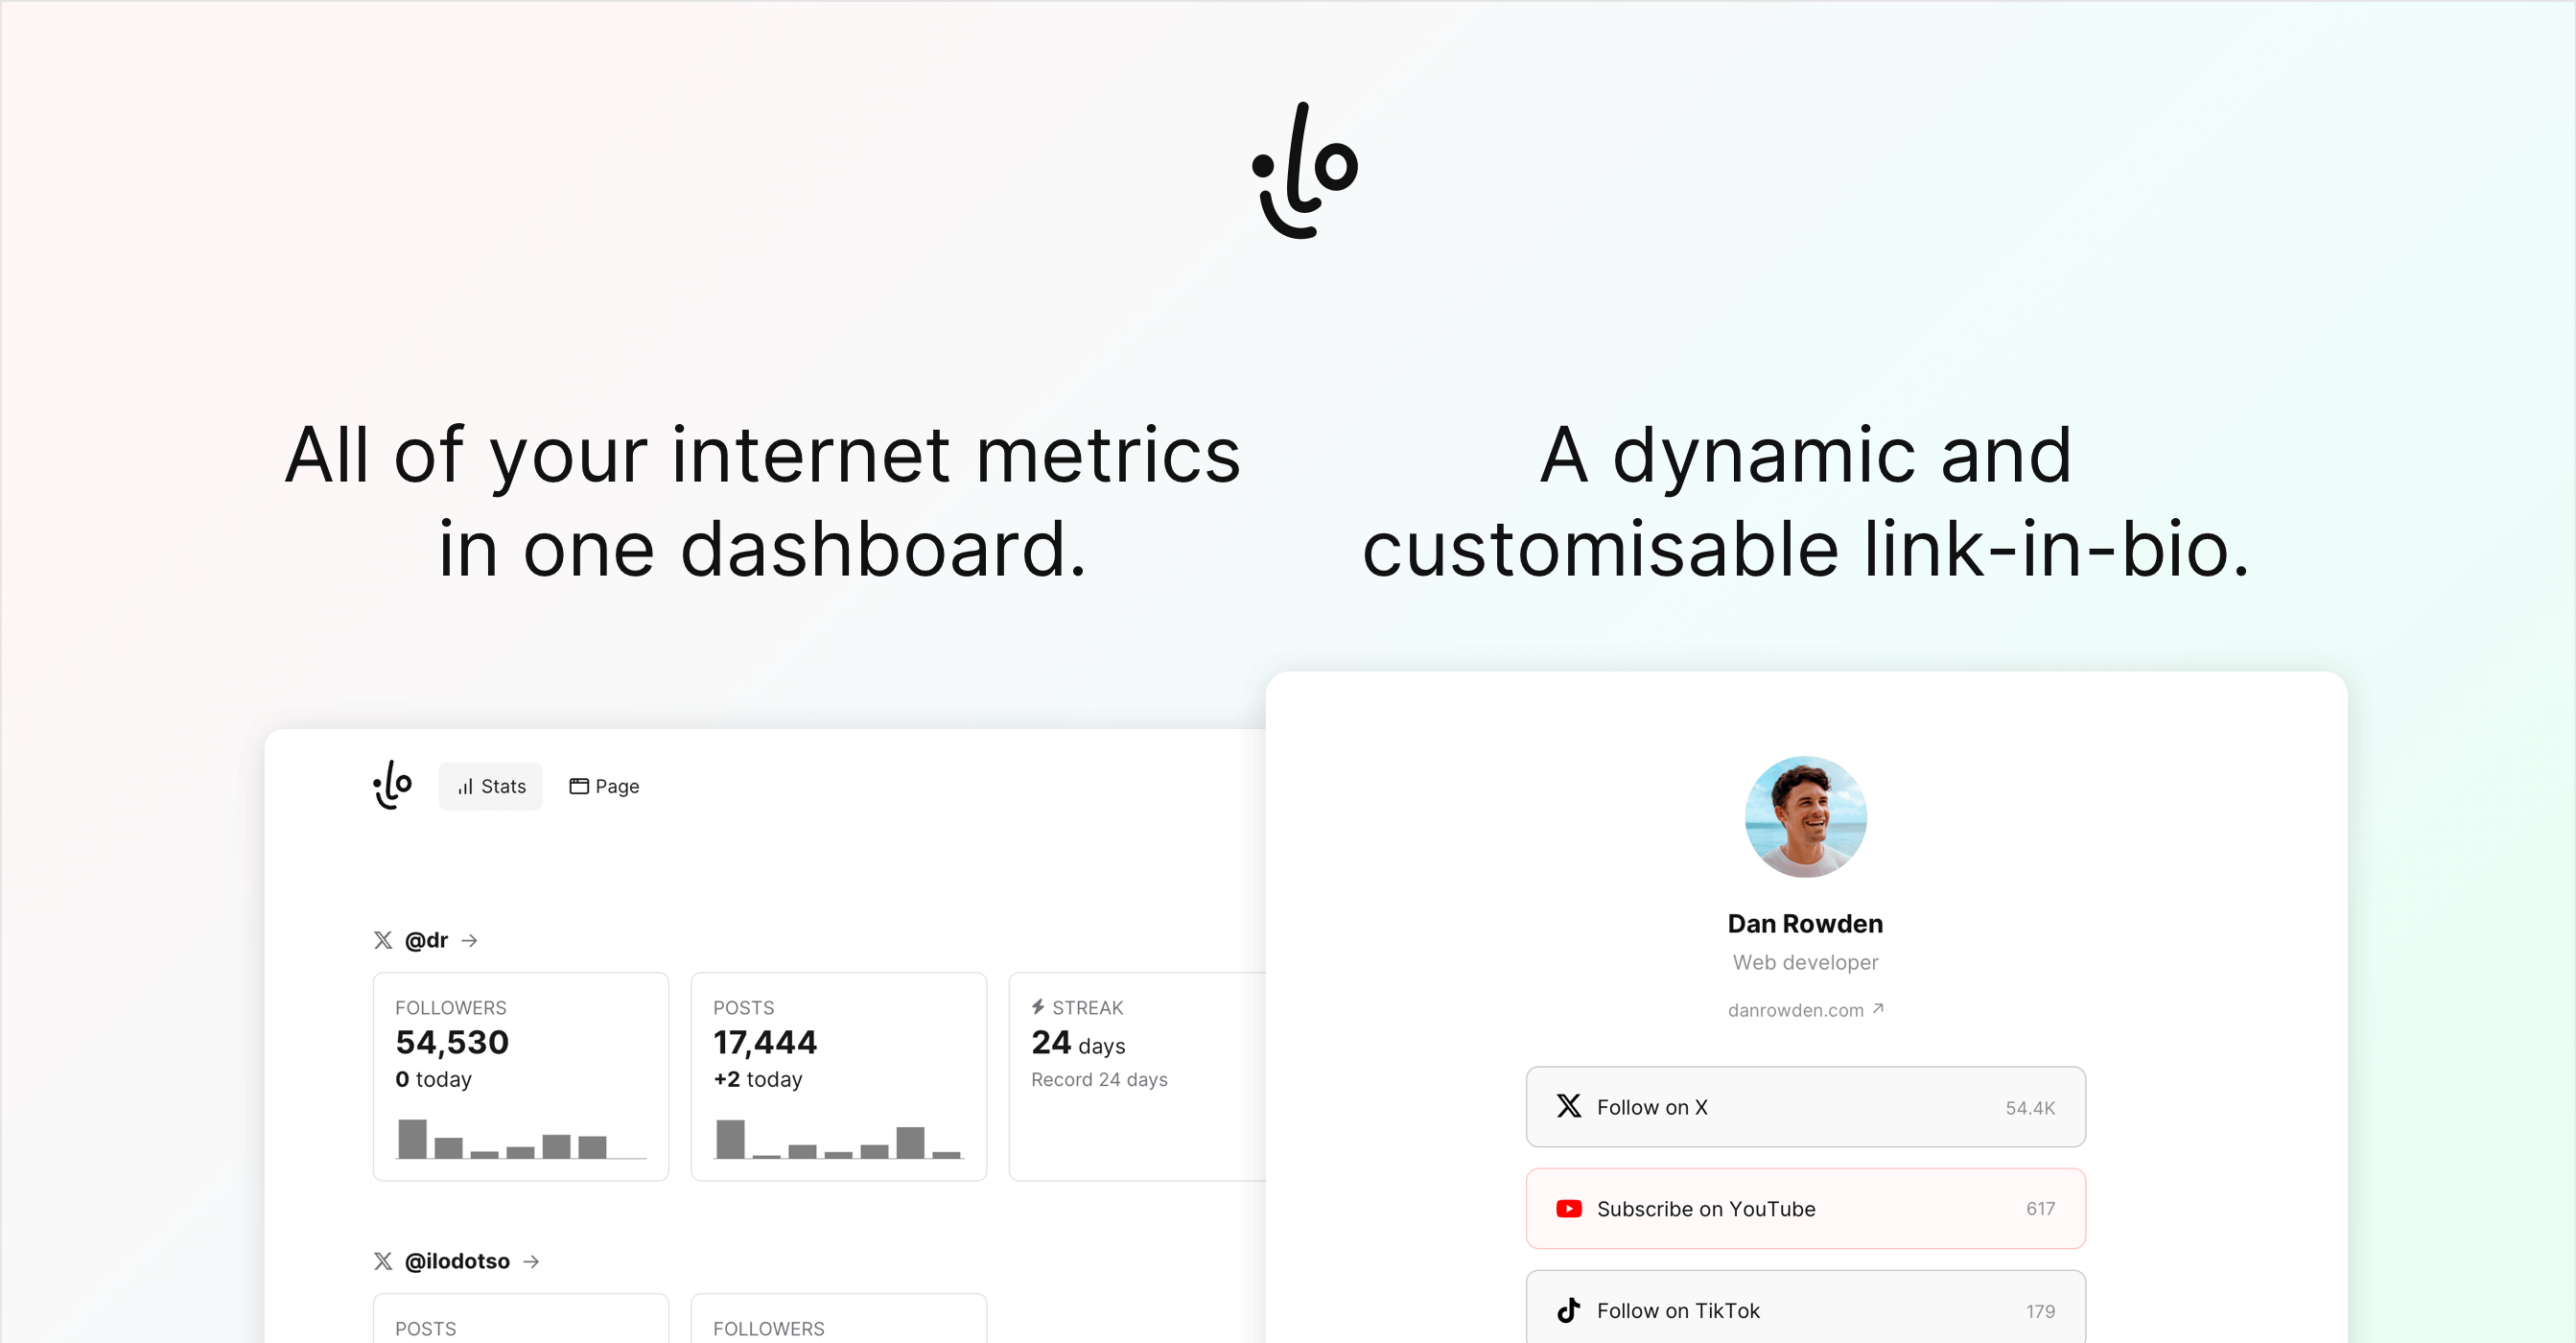 ilo
All of your internet metrics
in one dashboard.
A dynamic and
customisable link-in-bio.
ilo
Stats
Page
@dr →
FOLLOWERS
54,530
0 today
POSTS
17,444
+2 today
STREAK
24 days
Record 24 days
@ilodotso →
POSTS
FOLLOWERS
Dan Rowden
Web developer
danrowden.com ↗
Follow on X 54.4K
Subscribe on YouTube 617
Follow on TikTok 179